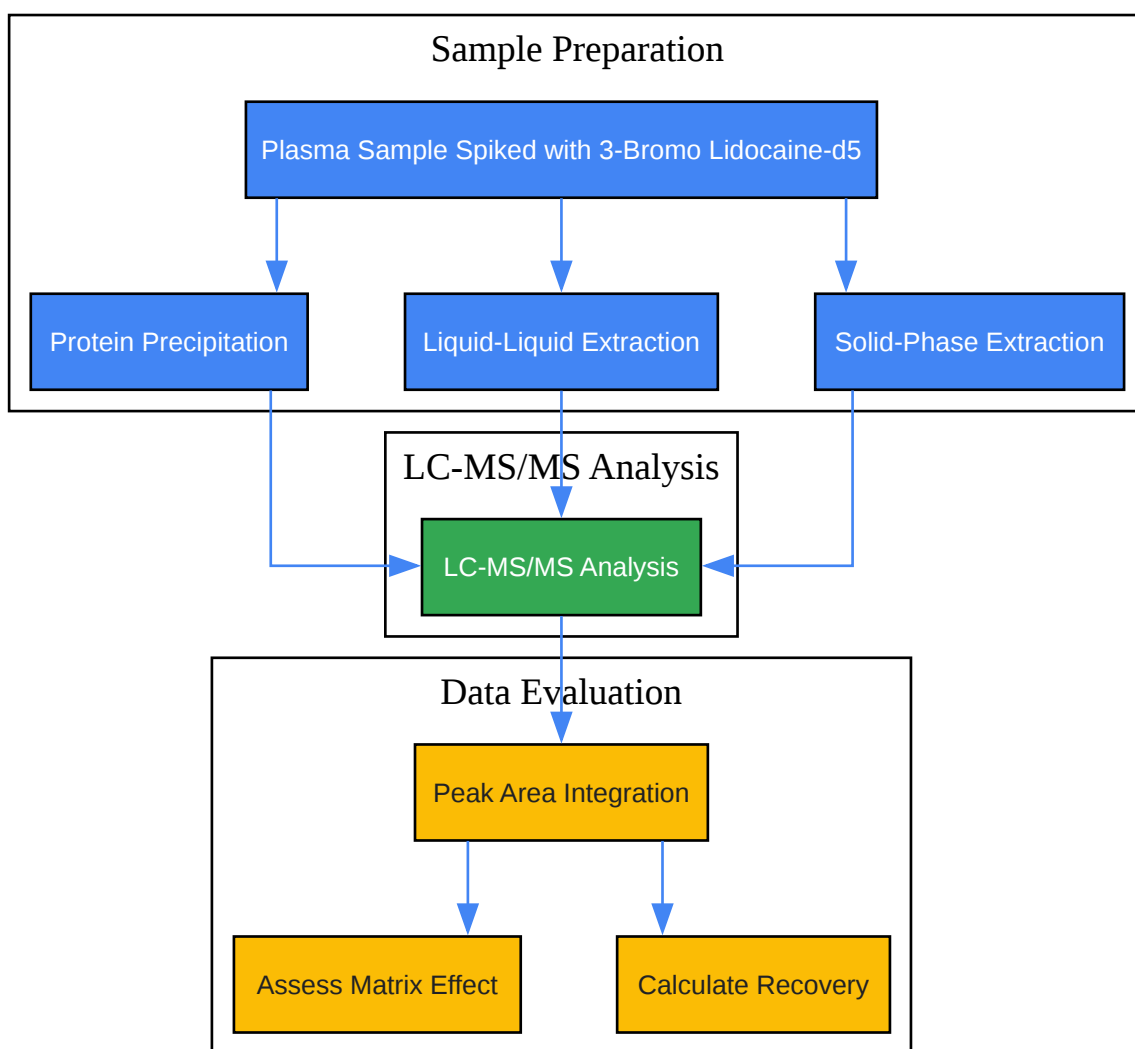 Sample Preparation
Plasma Sample Spiked with 3-Bromo Lidocaine-d5
Protein Precipitation
Liquid-Liquid Extraction
Solid-Phase Extraction
LC-MS/MS Analysis
LC-MS/MS Analysis
Data Evaluation
Peak Area Integration
Assess Matrix Effect
Calculate Recovery